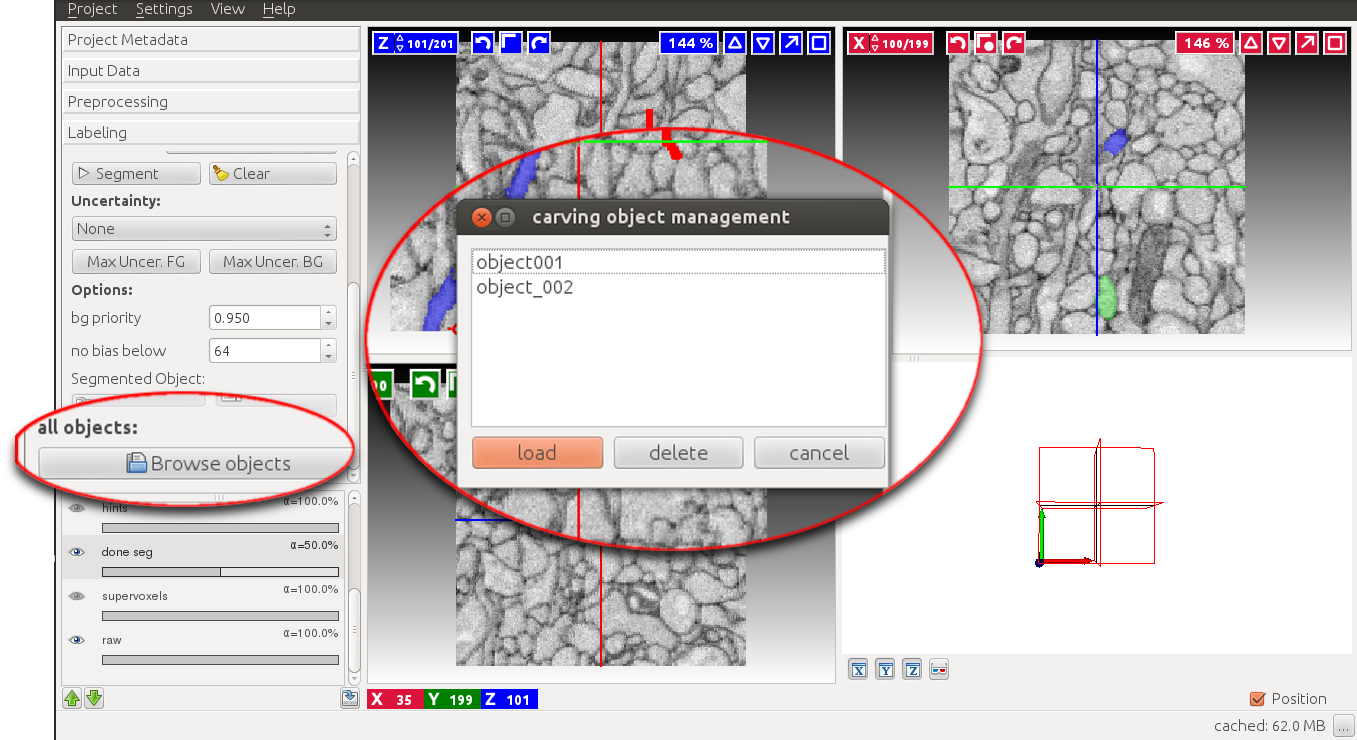 Project Settings View Help
Project Metadata
Input Data
Preprocessing
Labeling
Segment Clear
Uncertainty:
None
Max Uncer. FG Max Uncer. BG
Options:
bg priority 0.950
no bias below 64
Segmented Object:
all objects:
Browse objects
hints α=100.0%
done seg α=50.0%
supervoxels α=100.0%
raw α=100.0%
Z 101/201 144 %
X 100/199 146 %
carving object management
object001
object_002
load delete cancel
X Y Z
X 35 Y 199 Z 101
Position
cached: 62.0 MB ...